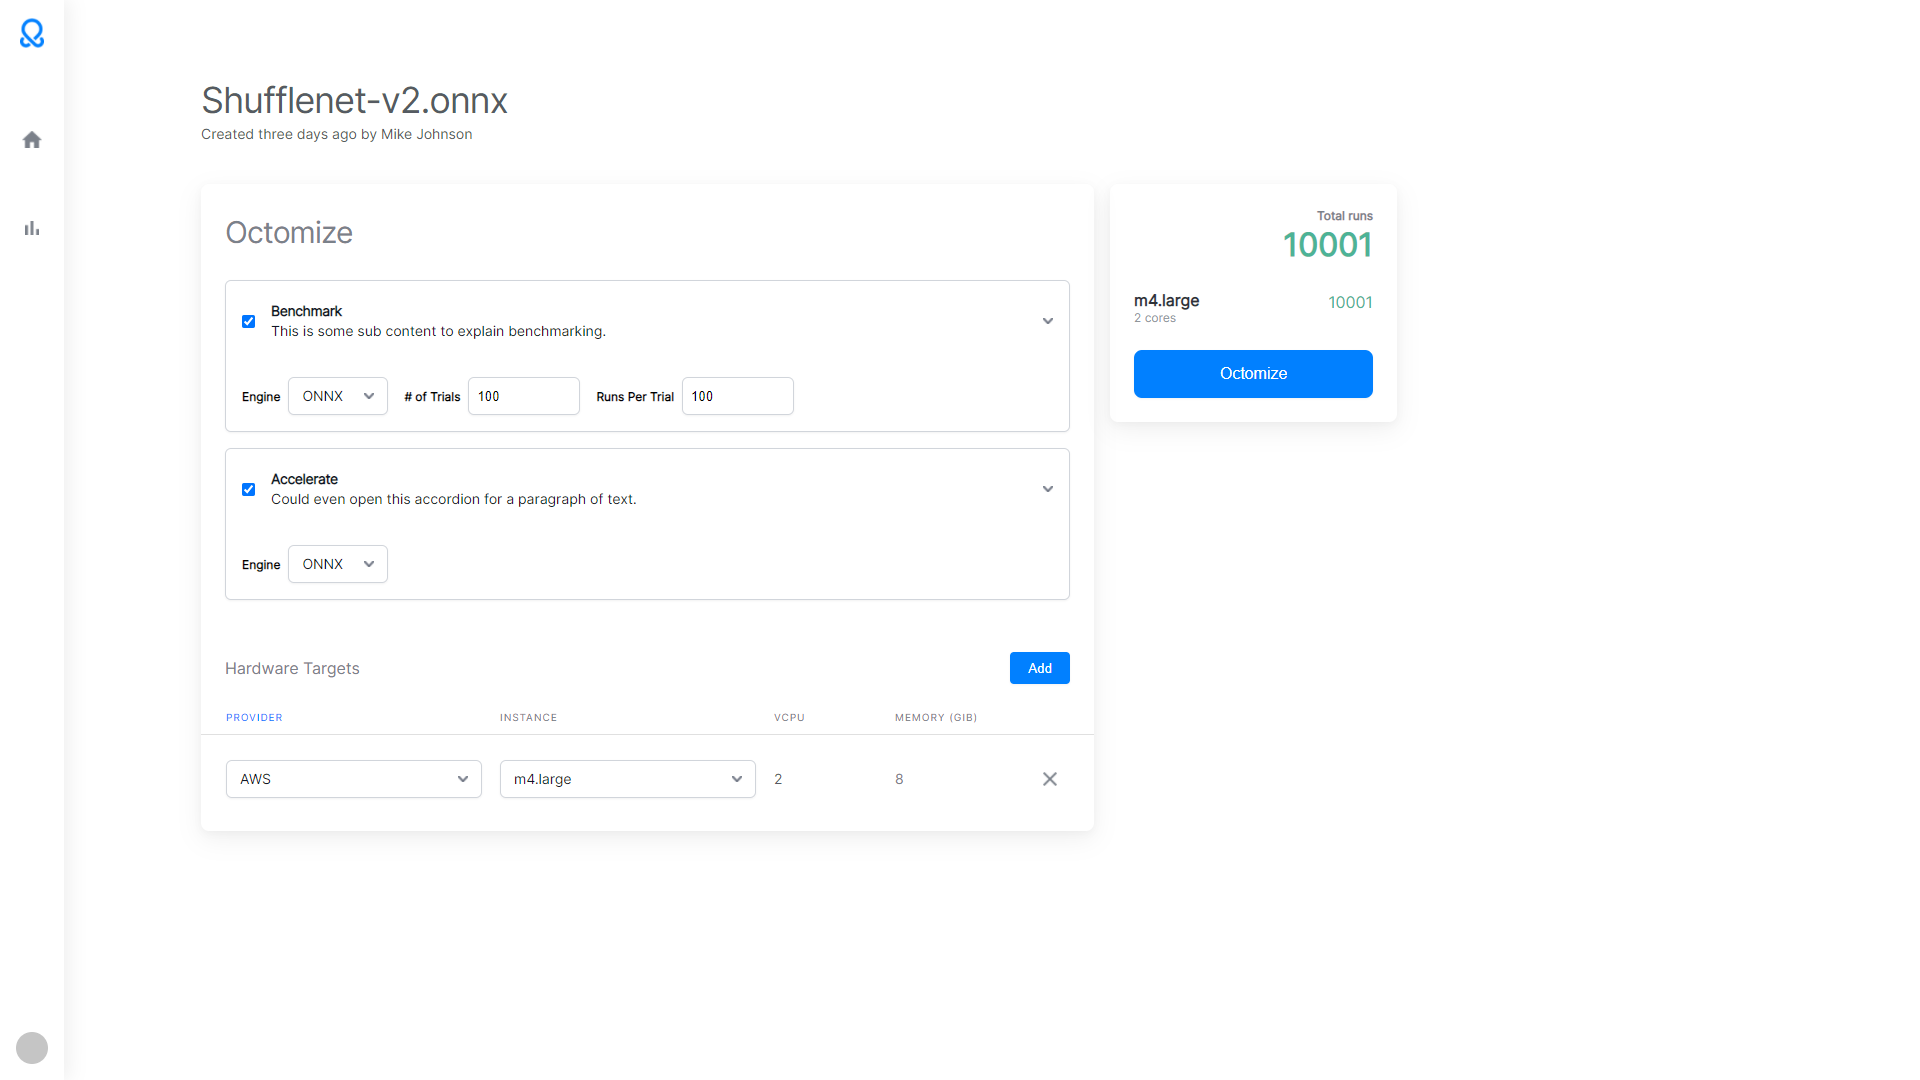 Shufflenet-v2.onnx
Created three days ago by Mike Johnson
Octomize
Benchmark
This is some sub content to explain benchmarking.
Engine ONNX # of Trials 100 Runs Per Trial 100
Accelerate
Could even open this accordion for a paragraph of text.
Engine ONNX
Hardware Targets Add
PROVIDER INSTANCE VCPU MEMORY (GIB)
AWS m4.large 2 8
Total runs
10001
m4.large 10001
2 cores
Octomize